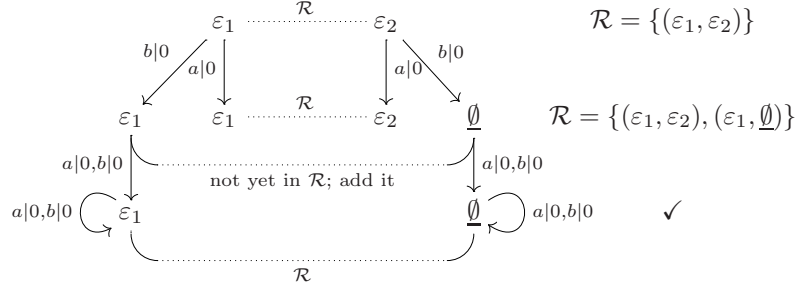 ε₁ ℛ ε₂ ℛ = {(ε₁, ε₂)}
b|0 a|0 a|0 b|0
ε₁ ε₁ ℛ ε₂ ∅ ℛ = {(ε₁, ε₂), (ε₁, ∅)}
a|0,b|0 a|0,b|0
not yet in ℛ; add it
a|0,b|0 ε₁ ∅ a|0,b|0 ✓
ℛ